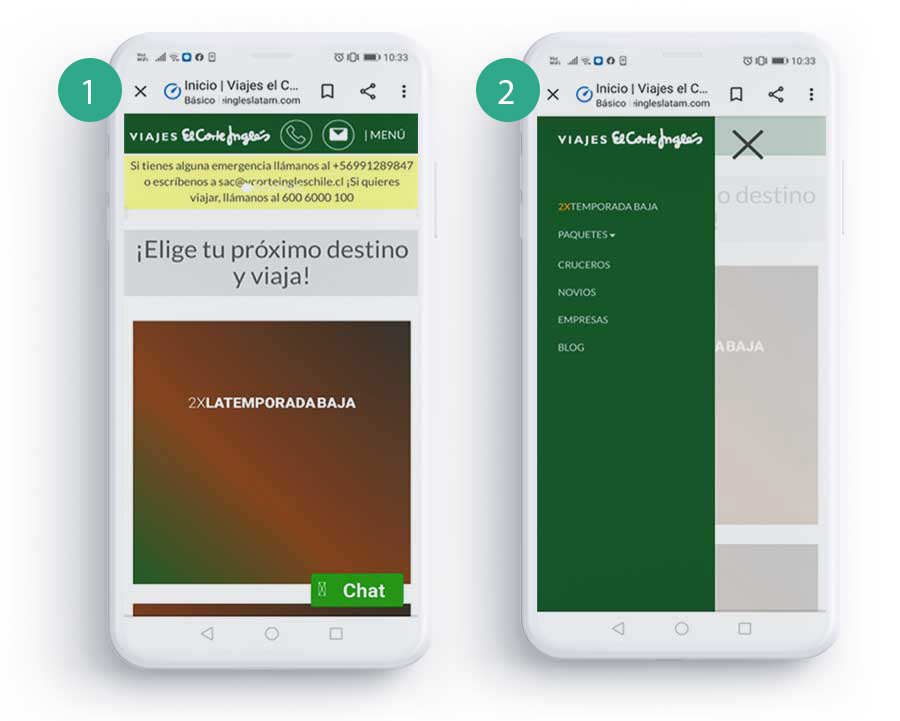 1
10:33
Inicio | Viajes el C...
Básico ingleslatam.com
VIAJES El Corte Inglés
| MENÚ
Si tienes alguna emergencia llámanos al +56991289847
o escríbenos a sac@vcorteingleschile.cl ¡Si quieres
viajar, llámanos al 600 6000 100
¡Elige tu próximo destino
y viaja!
2XLATEMPORADABAJA
Chat
2
10:33
Inicio | Viajes el C...
Básico ingleslatam.com
VIAJES El Corte Inglés
o destino
!
2XTEMPORADA BAJA
PAQUETES
CRUCEROS
NOVIOS
EMPRESAS
BLOG
ABAJA